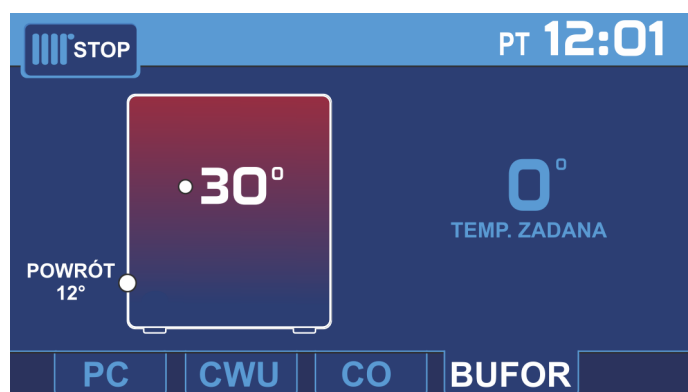 STOP
PT 12:01
30°
0°
TEMP. ZADANA
POWRÓT
12°
PC
CWU
CO
BUFOR